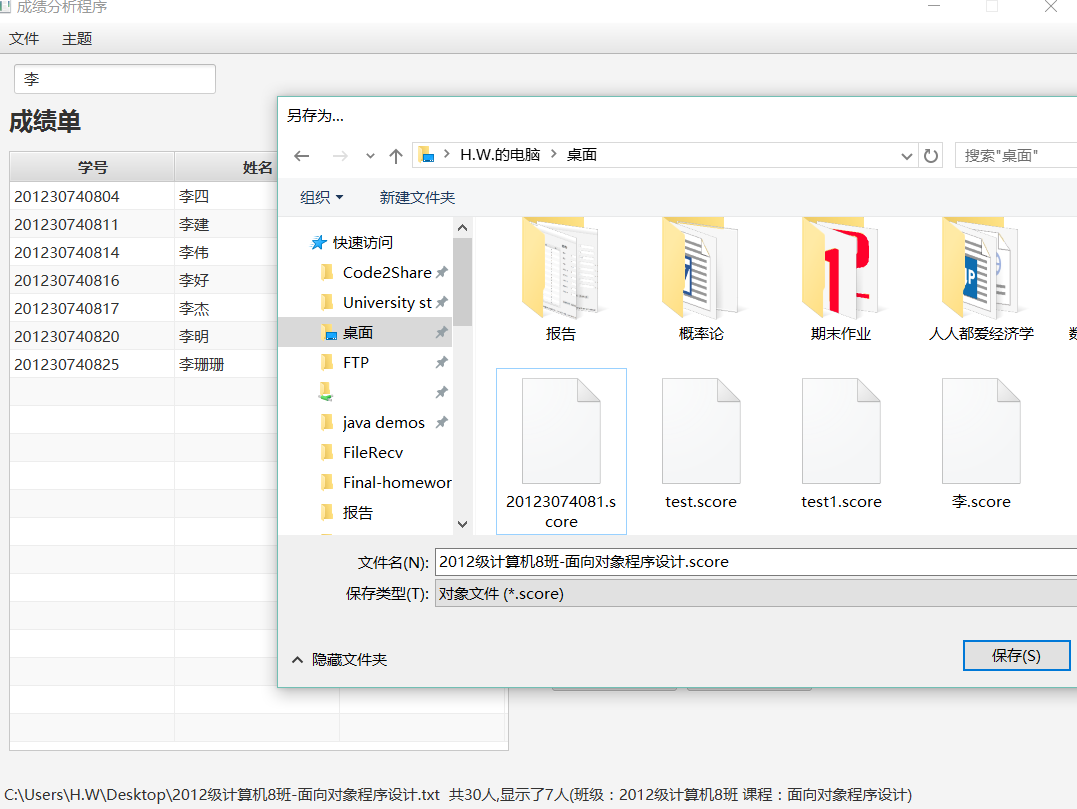 成绩分析程序
文件 主题
李
成绩单
学号 姓名
201230740804 李四
201230740811 李建
201230740814 李伟
201230740816 李好
201230740817 李杰
201230740820 李明
201230740825 李珊珊
另存为...
H.W.的电脑 桌面
搜索"桌面"
组织 新建文件夹
快速访问
Code2Share
University st
桌面
FTP
java demos
FileRecv
Final-homewor
报告
报告
概率论
期末作业
人人都爱经济学
20123074081.s
core
test.score
test1.score
李.score
文件名(N): 2012级计算机8班-面向对象程序设计.score
保存类型(T): 对象文件 (*.score)
隐藏文件夹
保存(S)
C:\Users\H.W\Desktop\2012级计算机8班-面向对象程序设计.txt 共30人,显示了7人(班级：2012级计算机8班 课程：面向对象程序设计)